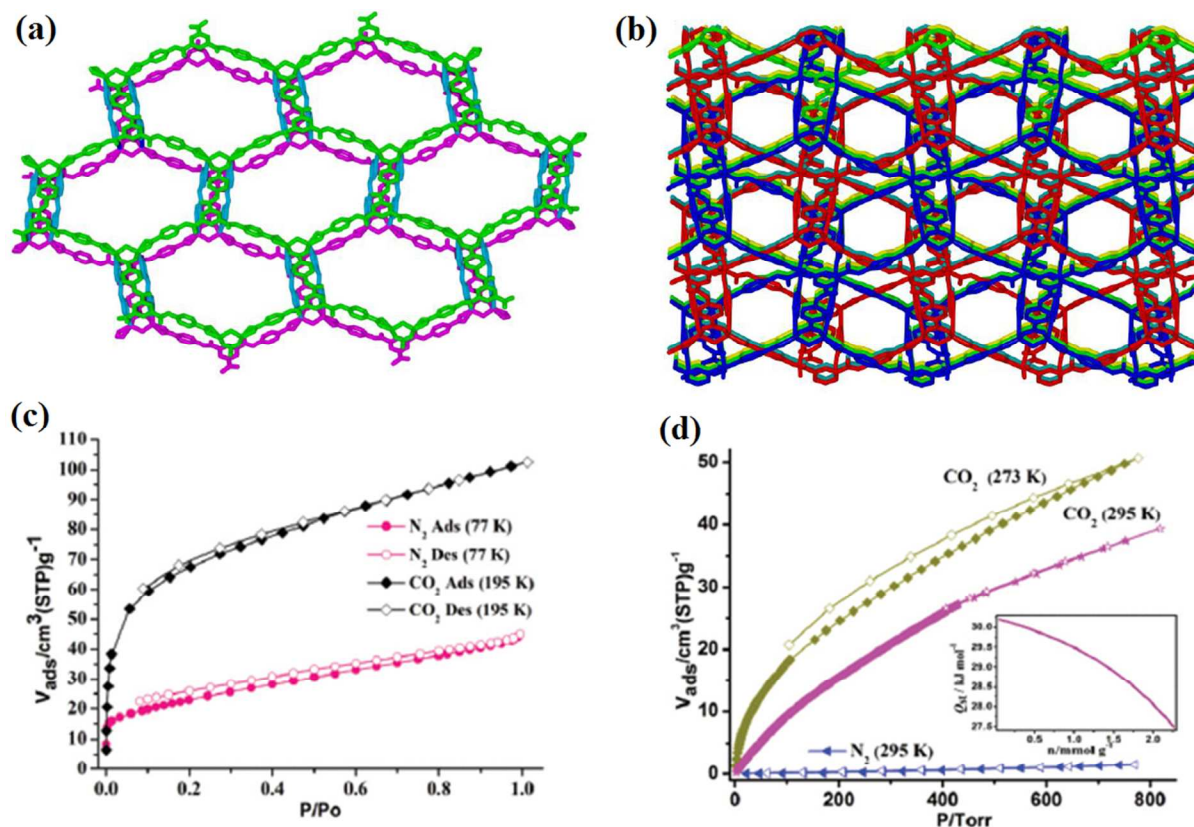 (a)
(b)
(c)
V_ads/cm³(STP)g⁻¹
110
100
90
80
70
60
50
40
30
20
10
0
N₂ Ads (77 K)
N₂ Des (77 K)
CO₂ Ads (195 K)
CO₂ Des (195 K)
0.0 0.2 0.4 0.6 0.8 1.0
P/Po
(d)
V_ads/cm³(STP)g⁻¹
50
40
30
20
10
0
CO₂ (273 K)
CO₂ (295 K)
N₂ (295 K)
Q_st / kJ mol⁻¹
30.0
29.5
29.0
28.5
28.0
27.5
0.5 1.0 1.5 2.0
n/mmol g⁻¹
0 200 400 600 800
P/Torr